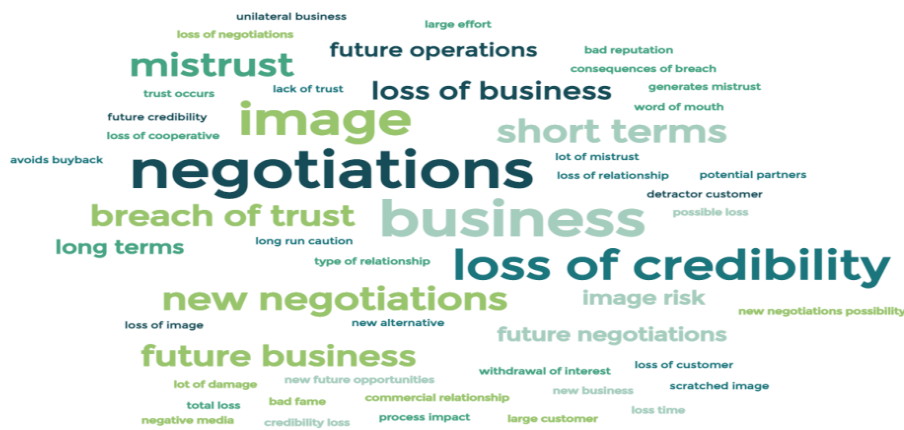 unilateral business
large effort
loss of negotiations
future operations
bad reputation
mistrust
consequences of breach
trust occurs
lack of trust
loss of business
generates mistrust
image
word of mouth
future credibility
short terms
loss of cooperative
avoids buyback
negotiations
lot of mistrust
loss of relationship
potential partners
detractor customer
breach of trust
business
possible loss
long terms
long run caution
type of relationship
loss of credibility
new negotiations
image risk
new negotiations possibility
loss of image
new alternative
future negotiations
future business
loss of customer
withdrawal of interest
lot of damage
new future opportunities
new business
scratched image
total loss
bad fame
commercial relationship
loss time
negative media
credibility loss
process impact
large customer